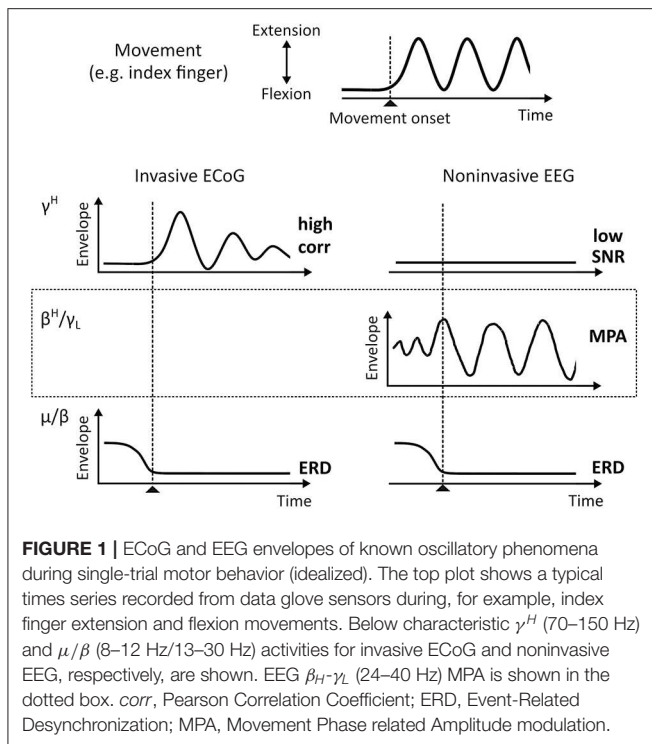 Movement
(e.g. index finger)
Extension
Flexion
Movement onset
Time
Invasive ECoG
Noninvasive EEG
γᴴ
Envelope
high
corr
low
SNR
βᴴ/γ_L
Envelope
MPA
μ/β
Envelope
ERD
Time
ERD
Time
FIGURE 1 | ECoG and EEG envelopes of known oscillatory phenomena
during single-trial motor behavior (idealized). The top plot shows a typical
times series recorded from data glove sensors during, for example, index
finger extension and flexion movements. Below characteristic γᴴ (70–150 Hz)
and μ/β (8–12 Hz/13–30 Hz) activities for invasive ECoG and noninvasive
EEG, respectively, are shown. EEG β_H-γ_L (24–40 Hz) MPA is shown in the
dotted box. corr, Pearson Correlation Coefficient; ERD, Event-Related
Desynchronization; MPA, Movement Phase related Amplitude modulation.